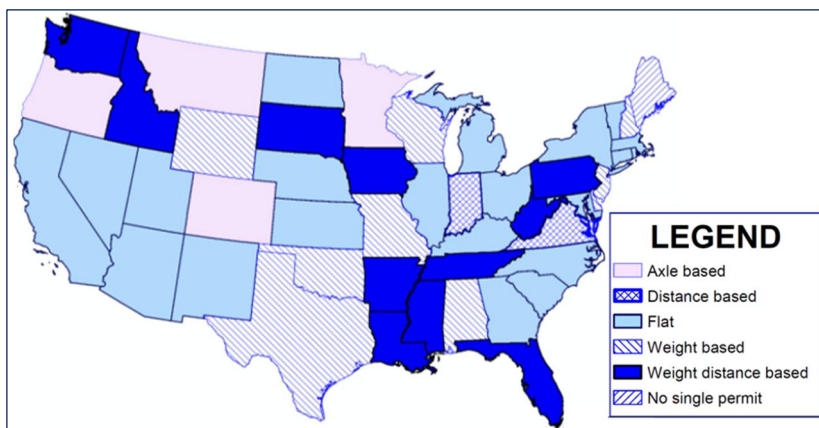 LEGEND
Axle based
Distance based
Flat
Weight based
Weight distance based
No single permit